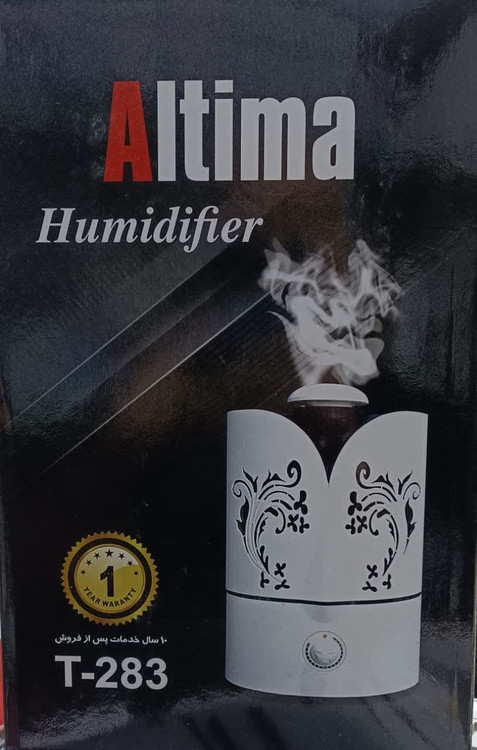 Altima
Humidifier
1
YEAR WARANTY
۱۰ سال خدمات پس از فروش
T-283